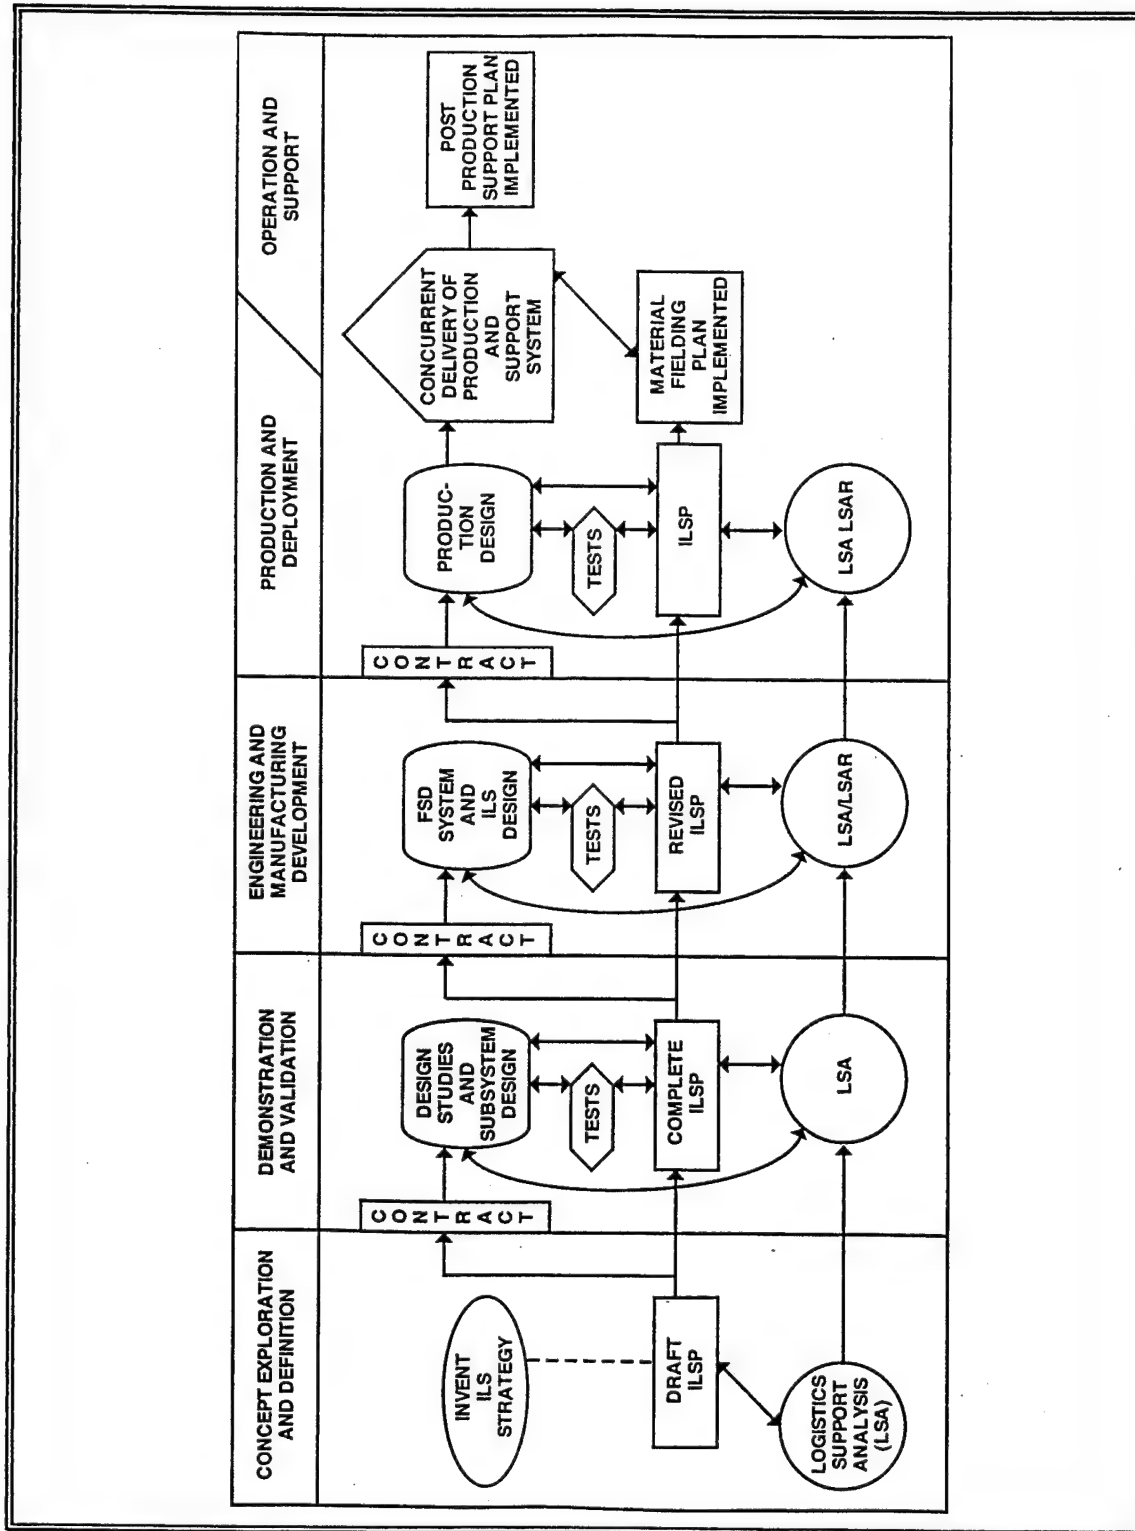 CONCEPT EXPLORATION
AND DEFINITION
DEMONSTRATION
AND VALIDATION
ENGINEERING AND
MANUFACTURING
DEVELOPMENT
PRODUCTION AND
DEPLOYMENT
OPERATION AND
SUPPORT
INVENT
ILS
STRATEGY
DRAFT
ILSP
LOGISTICS
SUPPORT
ANALYSIS
(LSA)
CONTRACT
DESIGN
STUDIES
AND
SUBSYSTEM
DESIGN
TESTS
COMPLETE
ILSP
LSA
CONTRACT
FSD
SYSTEM
AND ILS
DESIGN
TESTS
REVISED
ILSP
LSA/LSAR
CONTRACT
PRODUC-
TION
DESIGN
TESTS
ILSP
LSA LSAR
CONCURRENT
DELIVERY OF
PRODUCTION
AND
SUPPORT
SYSTEM
MATERIAL
FIELDING
PLAN
IMPLEMENTED
POST
PRODUCTION
SUPPORT PLAN
IMPLEMENTED